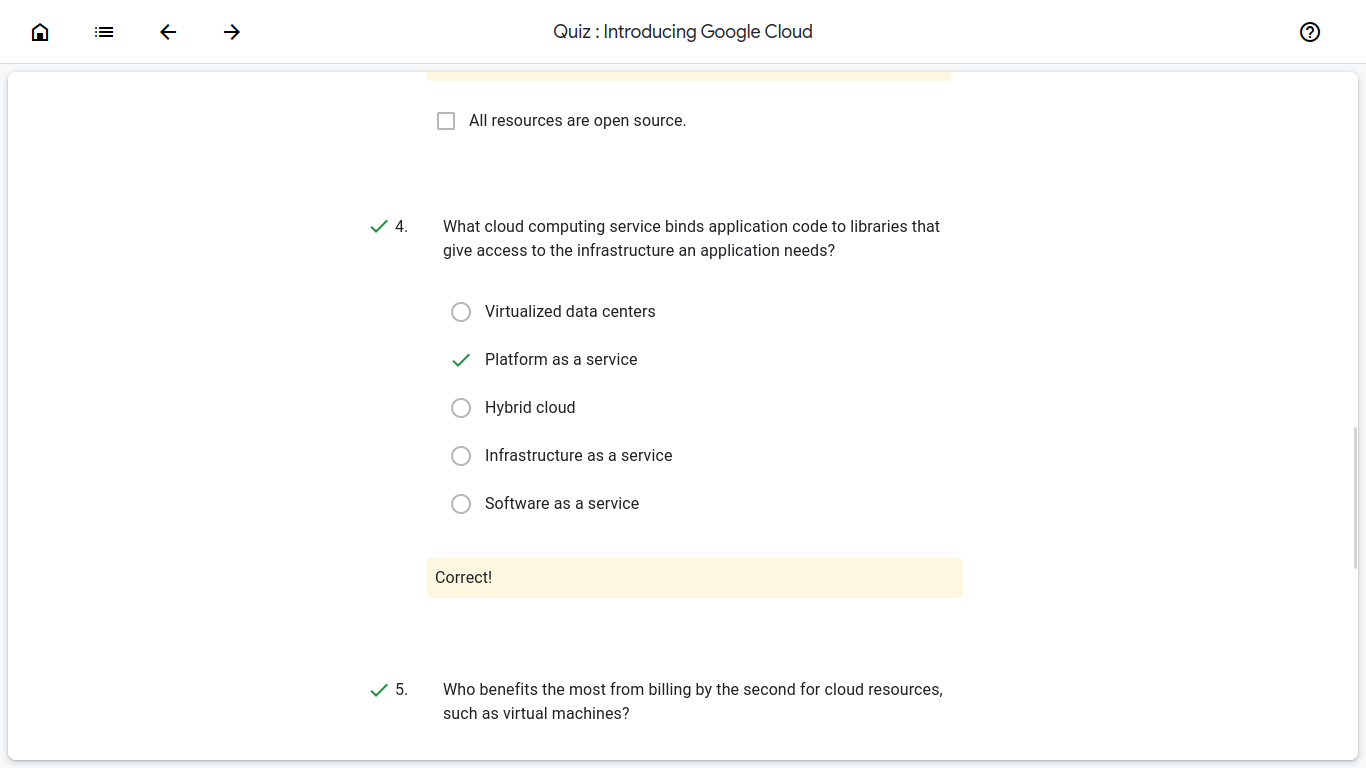 Quiz : Introducing Google Cloud
All resources are open source.
4.
What cloud computing service binds application code to libraries that
give access to the infrastructure an application needs?
Virtualized data centers
Platform as a service
Hybrid cloud
Infrastructure as a service
Software as a service
Correct!
5.
Who benefits the most from billing by the second for cloud resources,
such as virtual machines?